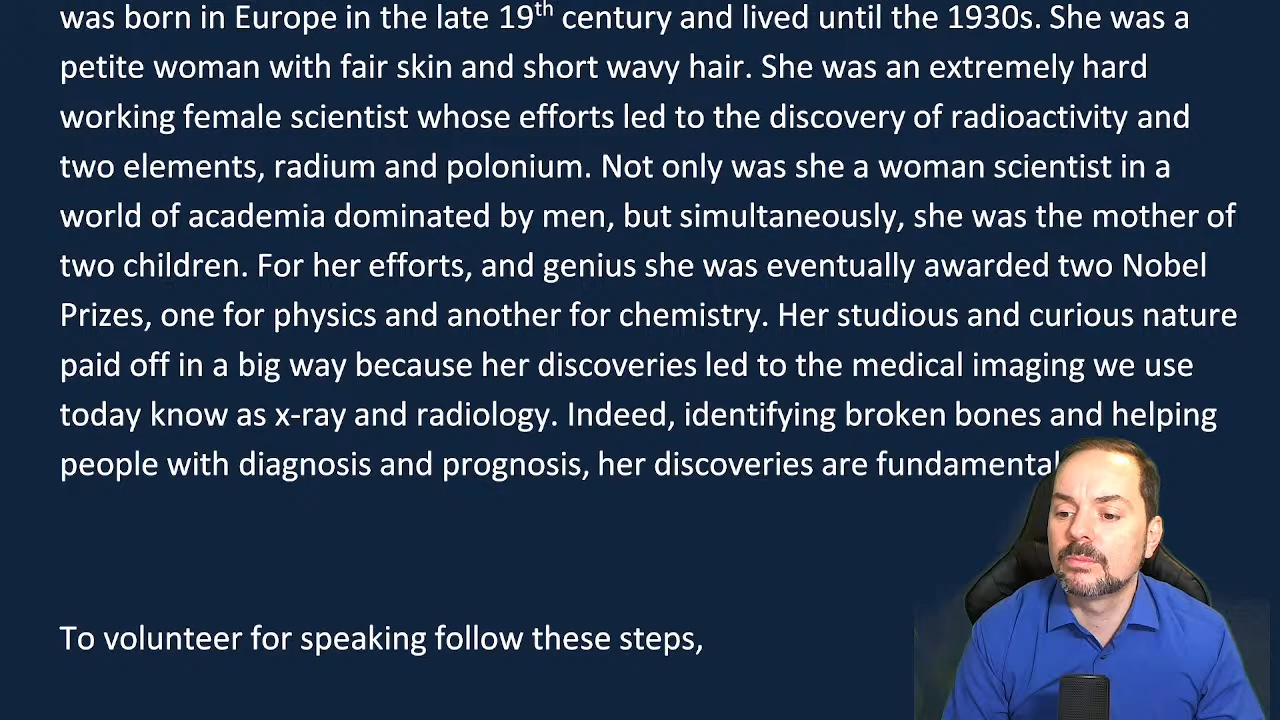 was born in Europe in the late 19th century and lived until the 1930s. She was a
petite woman with fair skin and short wavy hair. She was an extremely hard
working female scientist whose efforts led to the discovery of radioactivity and
two elements, radium and polonium. Not only was she a woman scientist in a
world of academia dominated by men, but simultaneously, she was the mother of
two children. For her efforts, and genius she was eventually awarded two Nobel
Prizes, one for physics and another for chemistry. Her studious and curious nature
paid off in a big way because her discoveries led to the medical imaging we use
today know as x-ray and radiology. Indeed, identifying broken bones and helping
people with diagnosis and prognosis, her discoveries are fundamental
To volunteer for speaking follow these steps,